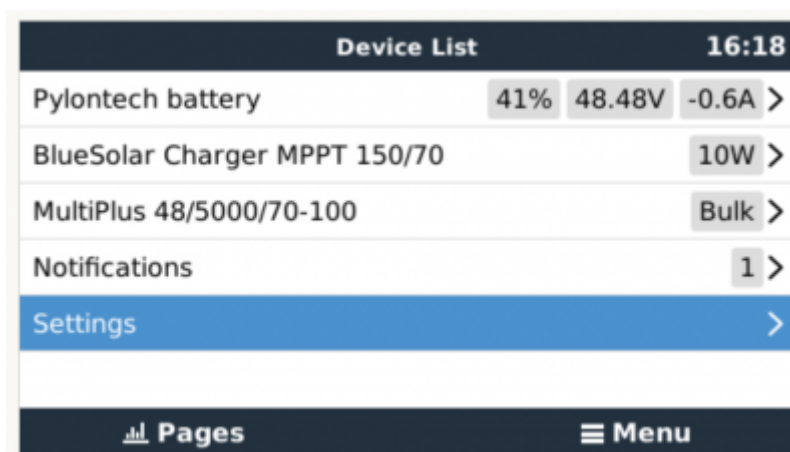 Device List 16:18
Pylontech battery 41% 48.48V -0.6A
BlueSolar Charger MPPT 150/70 10W
MultiPlus 48/5000/70-100 Bulk
Notifications 1
Settings
Pages Menu